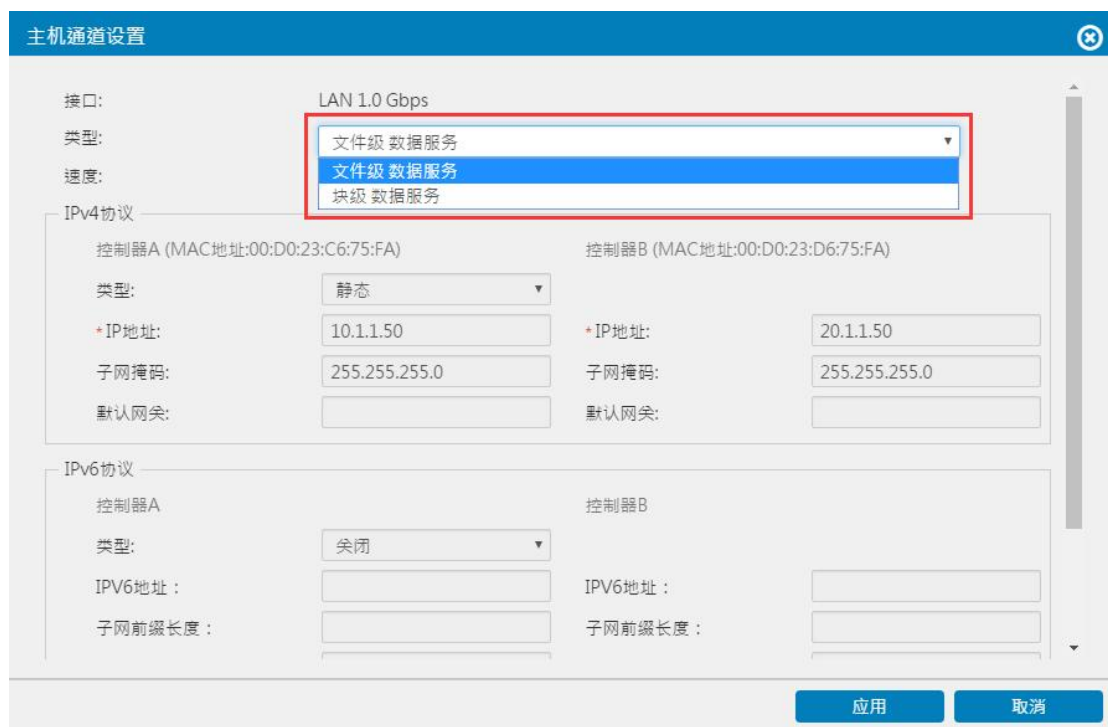 主机通道设置
接口: LAN 1.0 Gbps
类型: 文件级 数据服务
文件级 数据服务
速度:
块级 数据服务
IPv4协议
控制器A (MAC地址:00:D0:23:C6:75:FA) 控制器B (MAC地址:00:D0:23:D6:75:FA)
类型: 静态
*IP地址: 10.1.1.50 *IP地址: 20.1.1.50
子网掩码: 255.255.255.0 子网掩码: 255.255.255.0
默认网关: 默认网关:
IPv6协议
控制器A 控制器B
类型: 关闭
IPV6地址： IPV6地址：
子网前缀长度： 子网前缀长度：
应用 取消